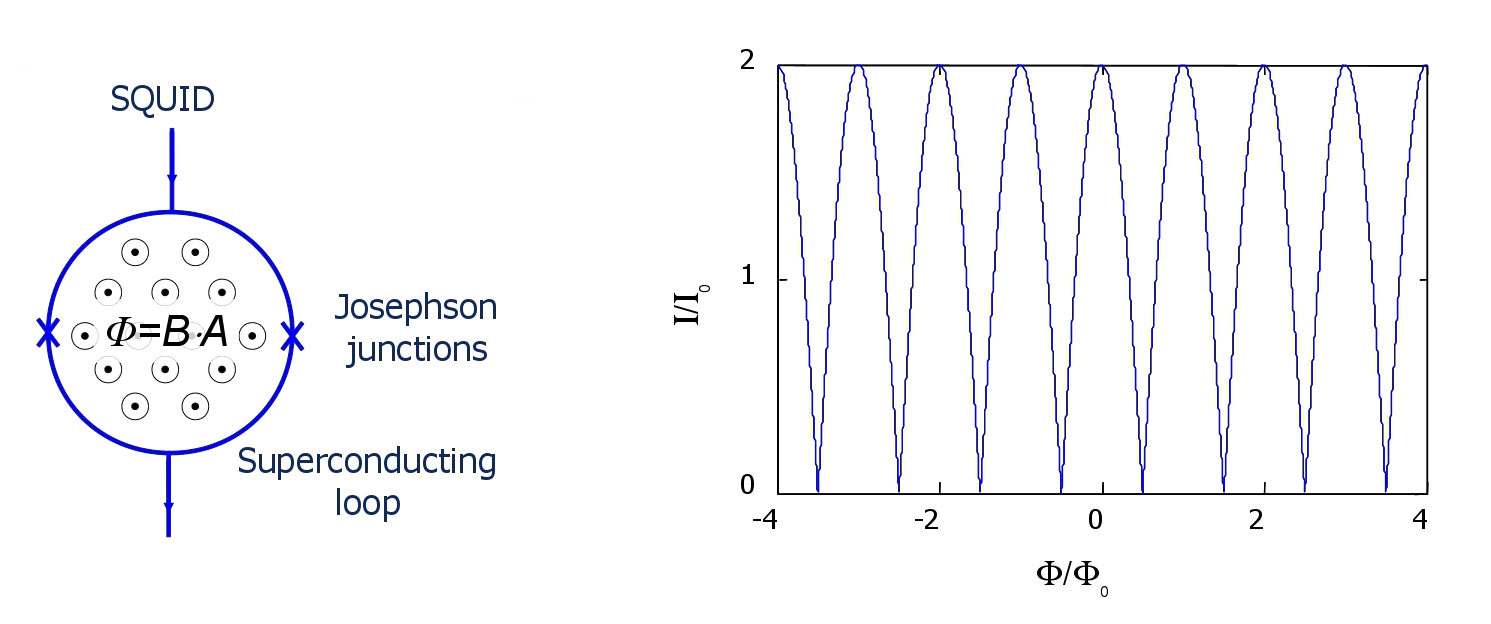 SQUID
Φ=B·A
Josephson
junctions
Superconducting
loop
2
1
0
I/I₀
-4
-2
0
2
4
Φ/Φ₀